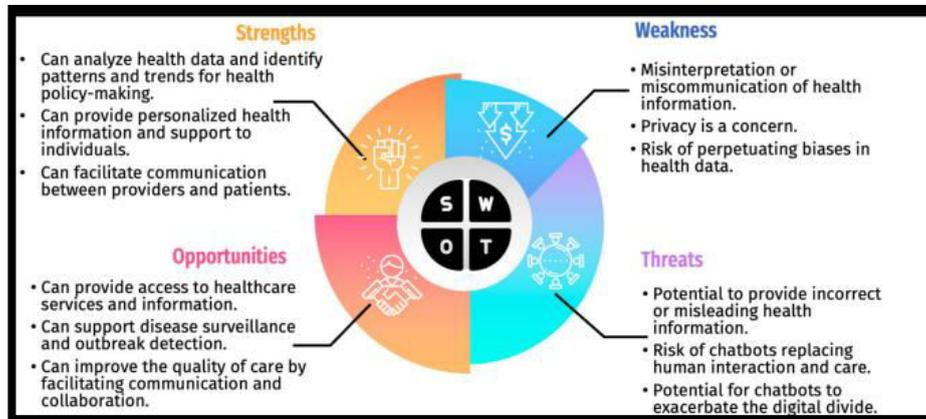 Strengths
• Can analyze health data and identify
patterns and trends for health
policy-making.
• Can provide personalized health
information and support to
individuals.
• Can facilitate communication
between providers and patients.
Weakness
• Misinterpretation or
miscommunication of health
information.
• Privacy is a concern.
• Risk of perpetuating biases in
health data.
$
S W
O T
Opportunities
• Can provide access to healthcare
services and information.
• Can support disease surveillance
and outbreak detection.
• Can improve the quality of care by
facilitating communication and
collaboration.
Threats
• Potential to provide incorrect
or misleading health
information.
• Risk of chatbots replacing
human interaction and care.
• Potential for chatbots to
exacerbate the digital divide.